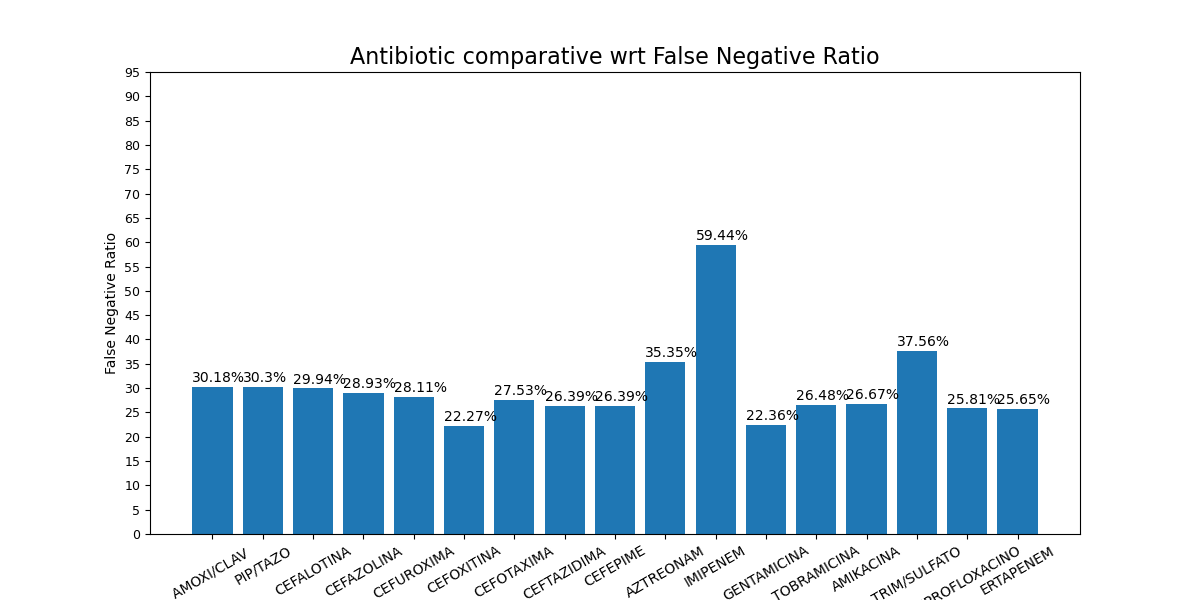 Antibiotic comparative wrt False Negative Ratio
False Negative Ratio
95
90
85
80
75
70
65
60
55
50
45
40
35
30
25
20
15
10
5
0
30.18%
30.3%
29.94%
28.93%
28.11%
22.27%
27.53%
26.39%
26.39%
35.35%
59.44%
22.36%
26.48%
26.67%
37.56%
25.81%
25.65%
AMOXI/CLAV
PIP/TAZO
CEFALOTINA
CEFAZOLINA
CEFUROXIMA
CEFOXITINA
CEFOTAXIMA
CEFTAZIDIMA
CEFEPIME
AZTREONAM
IMIPENEM
GENTAMICINA
TOBRAMICINA
AMIKACINA
TRIM/SULFATO
PROFLOXACINO
ERTAPENEM